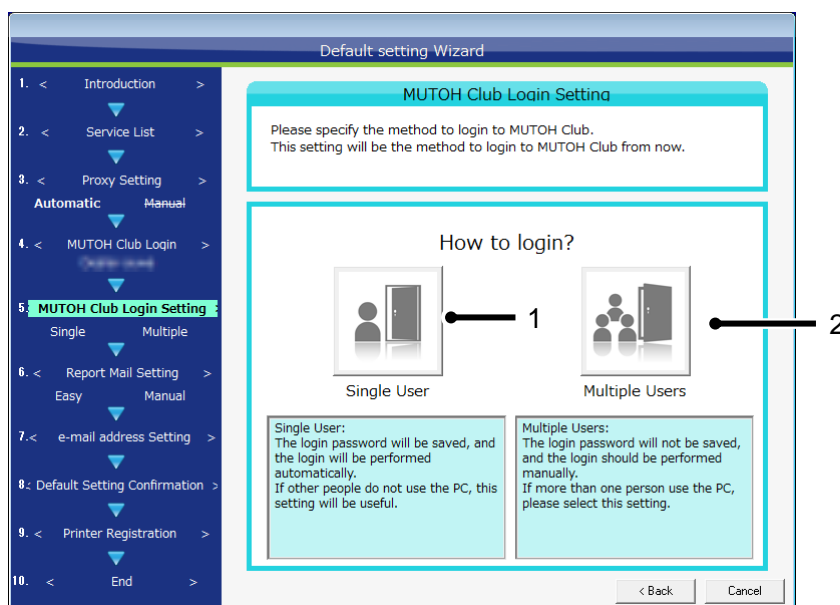 Default setting Wizard
1. < Introduction >
2. < Service List >
3. < Proxy Setting >
Automatic Manual
4. < MUTOH Club Login >
5. MUTOH Club Login Setting >
Single Multiple
6. < Report Mail Setting >
Easy Manual
7.< e-mail address Setting >
8.< Default Setting Confirmation >
9. < Printer Registration >
10. < End >
MUTOH Club Login Setting
Please specify the method to login to MUTOH Club.
This setting will be the method to login to MUTOH Club from now.
How to login?
1
2
Single User
Multiple Users
Single User:
The login password will be saved, and
the login will be performed
automatically.
If other people do not use the PC, this
setting will be useful.
Multiple Users:
The login password will not be saved,
and the login should be performed
manually.
If more than one person use the PC,
please select this setting.
< Back
Cancel